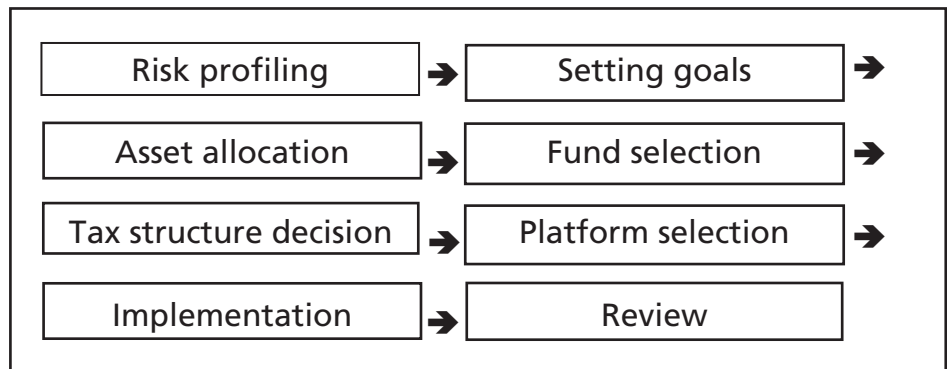 Risk profiling ➔ Setting goals ➔
Asset allocation ➔ Fund selection ➔
Tax structure decision ➔ Platform selection ➔
Implementation ➔ Review